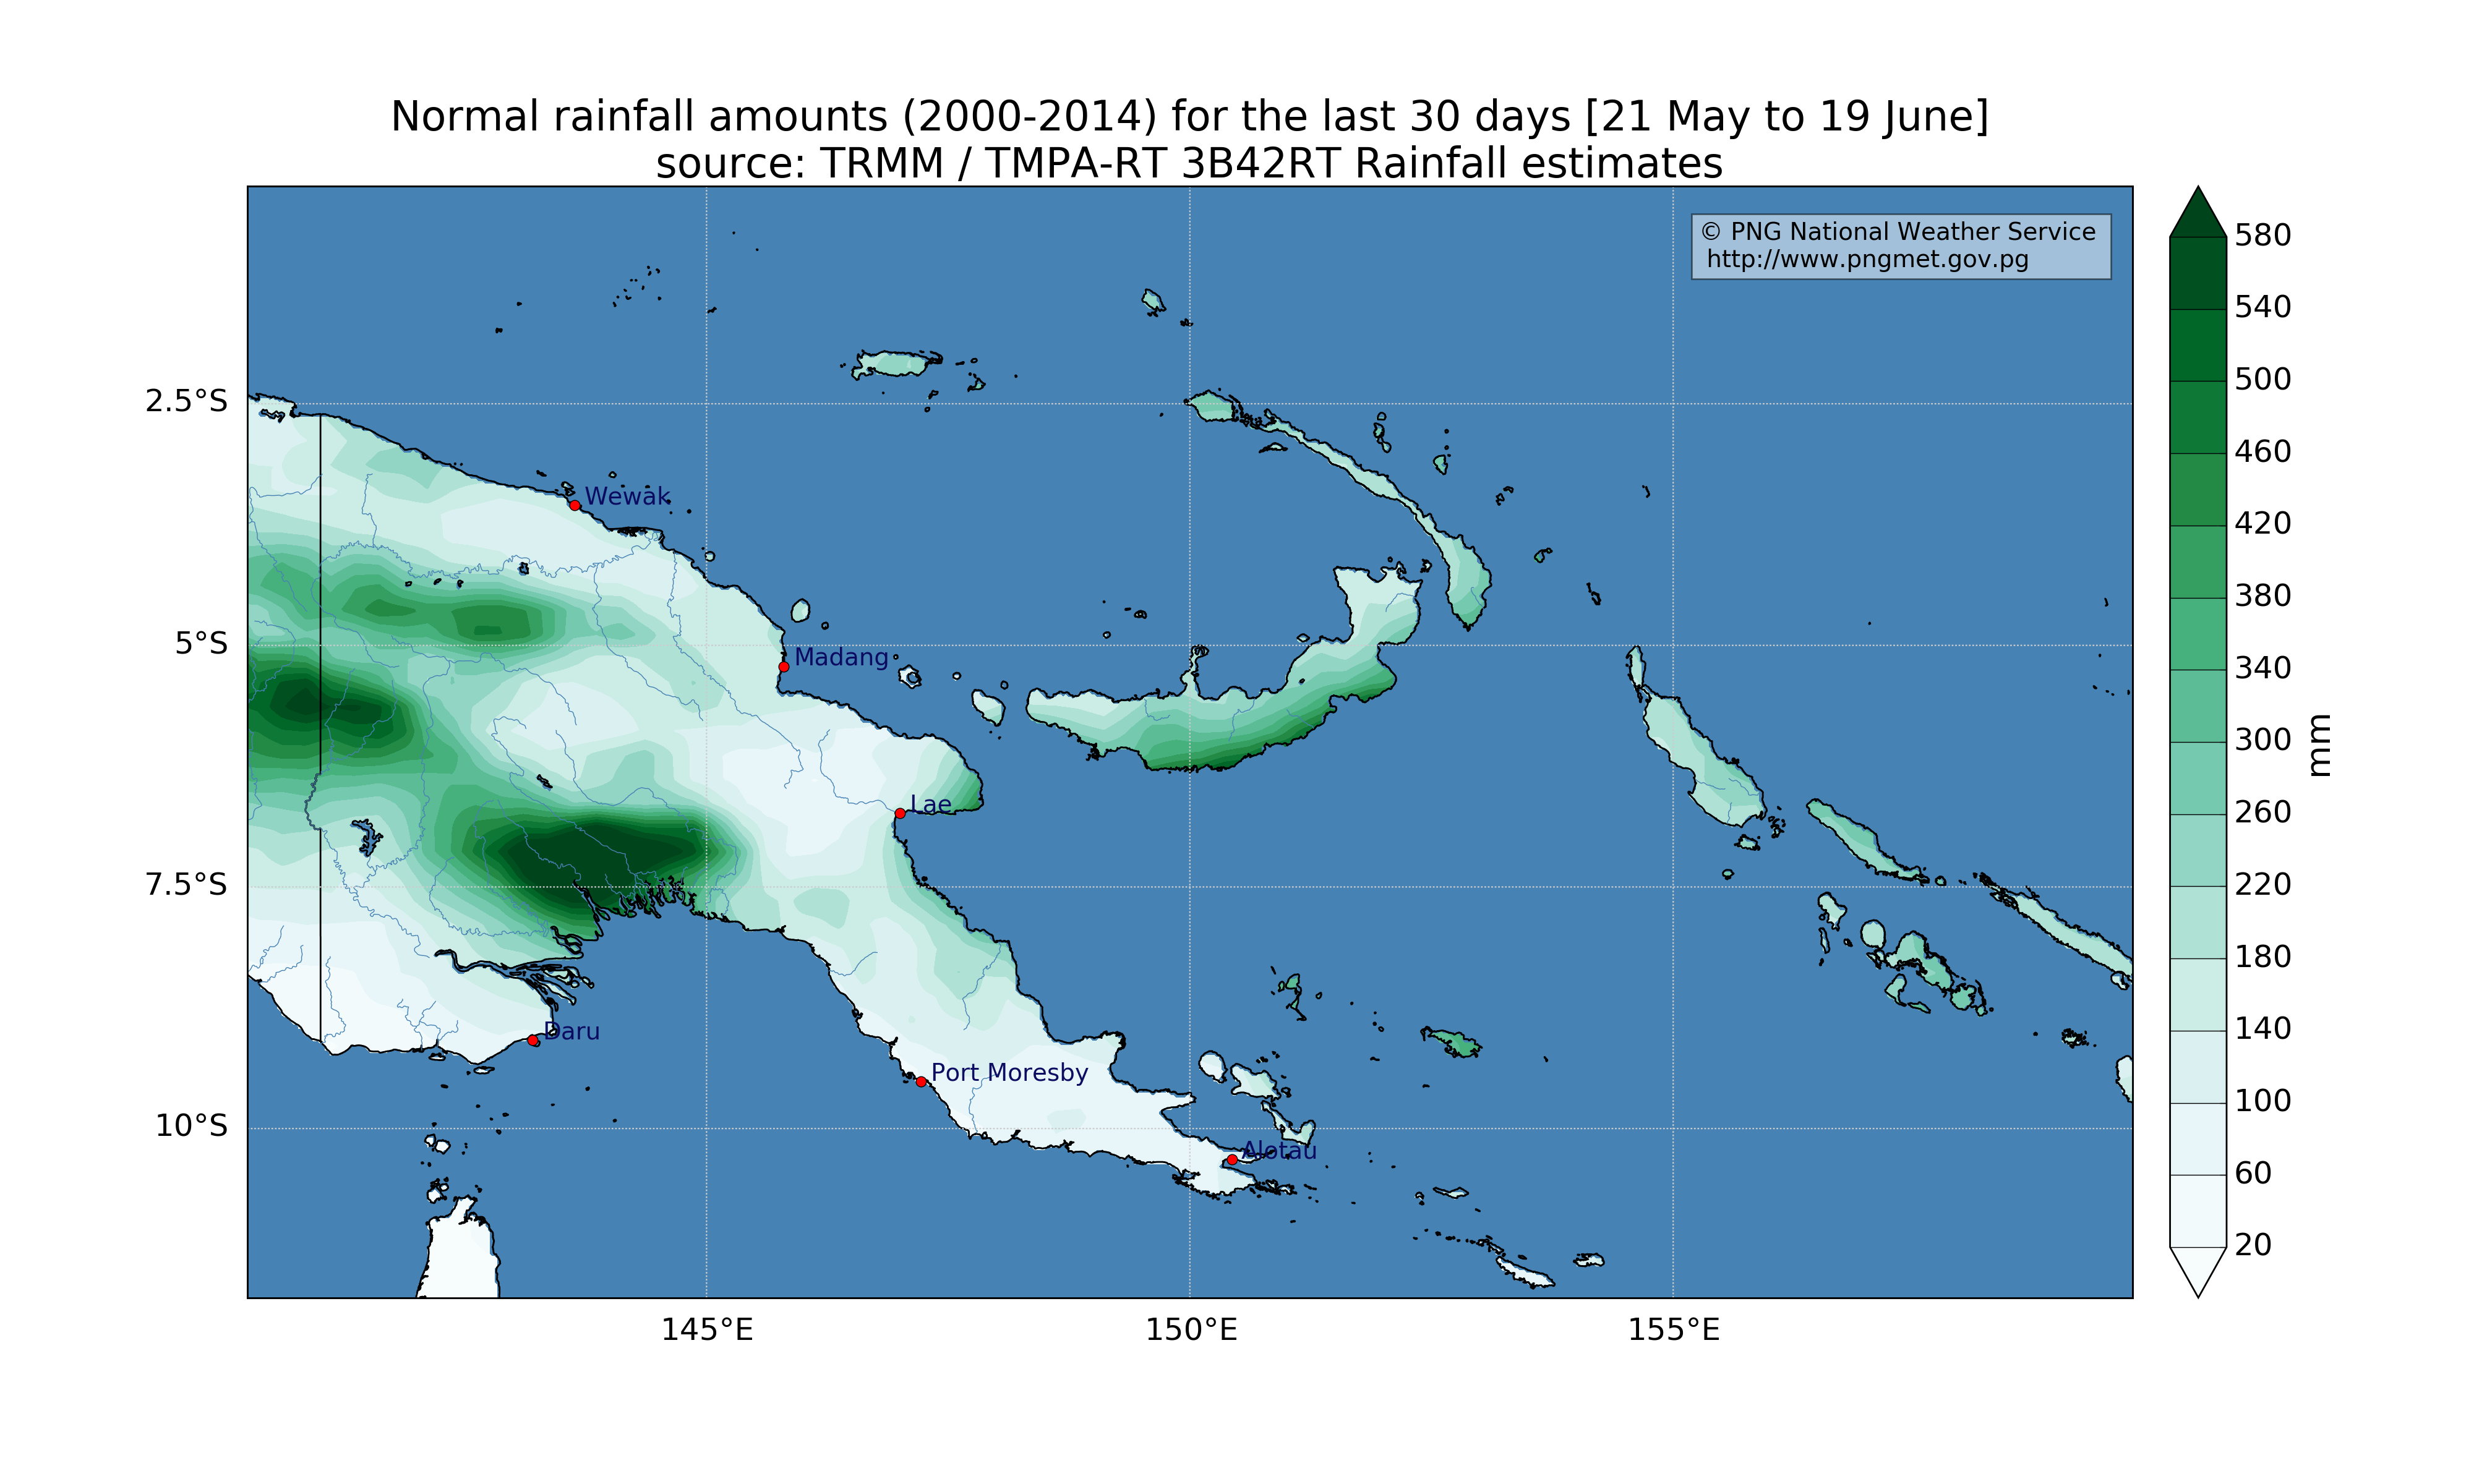 Normal rainfall amounts (2000-2014) for the last 30 days [21 May to 19 June]
source: TRMM / TMPA-RT 3B42RT Rainfall estimates
© PNG National Weather Service
http://www.pngmet.gov.pg
580
540
500
460
420
380
340
300
260
220
180
140
100
60
20
mm
2.5°S
5°S
7.5°S
10°S
Wewak
Madang
Lae
Daru
Port Moresby
Alotau
145°E
150°E
155°E